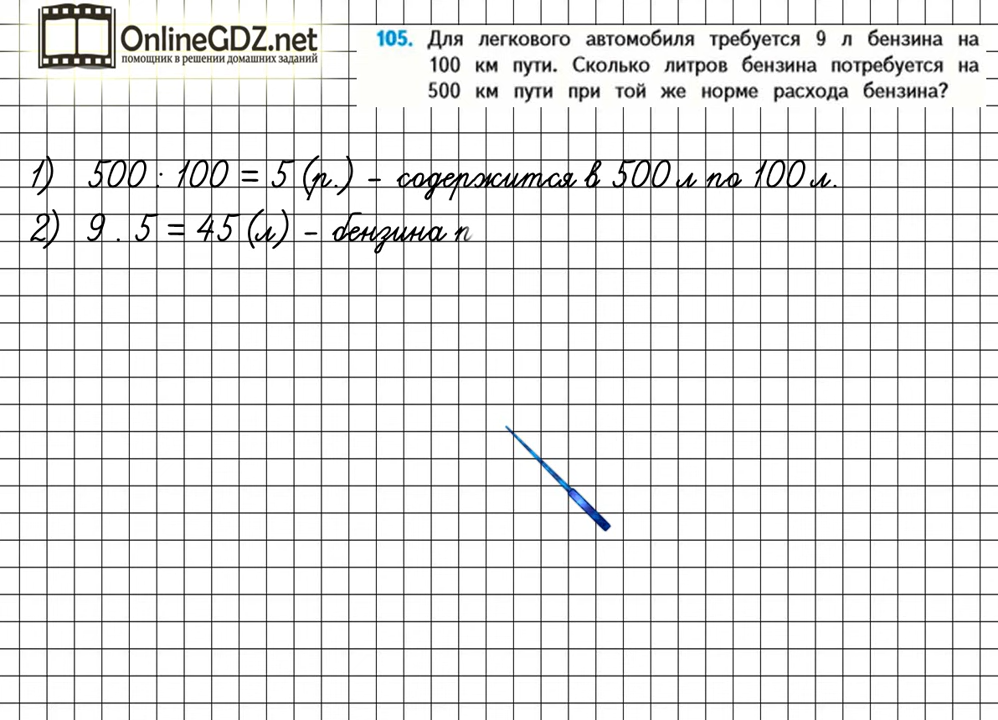 OnlineGDZ.net
помощник в решении домашних заданий
105. Для легкового автомобиля требуется 9 л бензина на
100 км пути. Сколько литров бензина потребуется на
500 км пути при той же норме расхода бензина?
1) 500 : 100 = 5 (р.) – содержится в 500 л по 100 л.
2) 9 . 5 = 45 (л) – бензина п